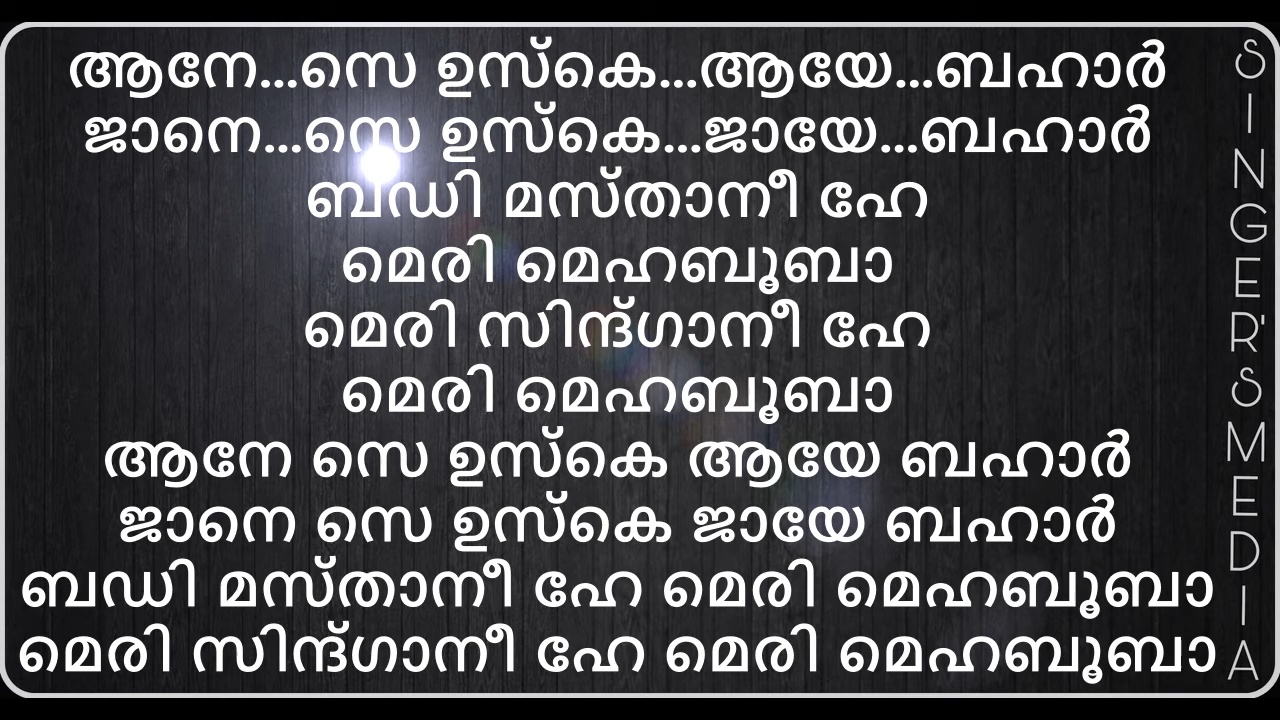 ആനേ...സെ ഉസ്കെ...ആയേ...ബഹാർ
ജാനെ...സെ ഉസ്കെ...ജായേ...ബഹാർ
ബഡി മസ്താനീ ഹേ
മെരി മെഹബൂബാ
മെരി സിന്ദ്ഗാനീ ഹേ
മെരി മെഹബൂബാ
ആനേ സെ ഉസ്കെ ആയേ ബഹാർ
ജാനെ സെ ഉസ്കെ ജായേ ബഹാർ
ബഡി മസ്താനീ ഹേ മെരി മെഹബൂബാ
മെരി സിന്ദ്ഗാനീ ഹേ മെരി മെഹബൂബാ
SINGER'S MEDIA